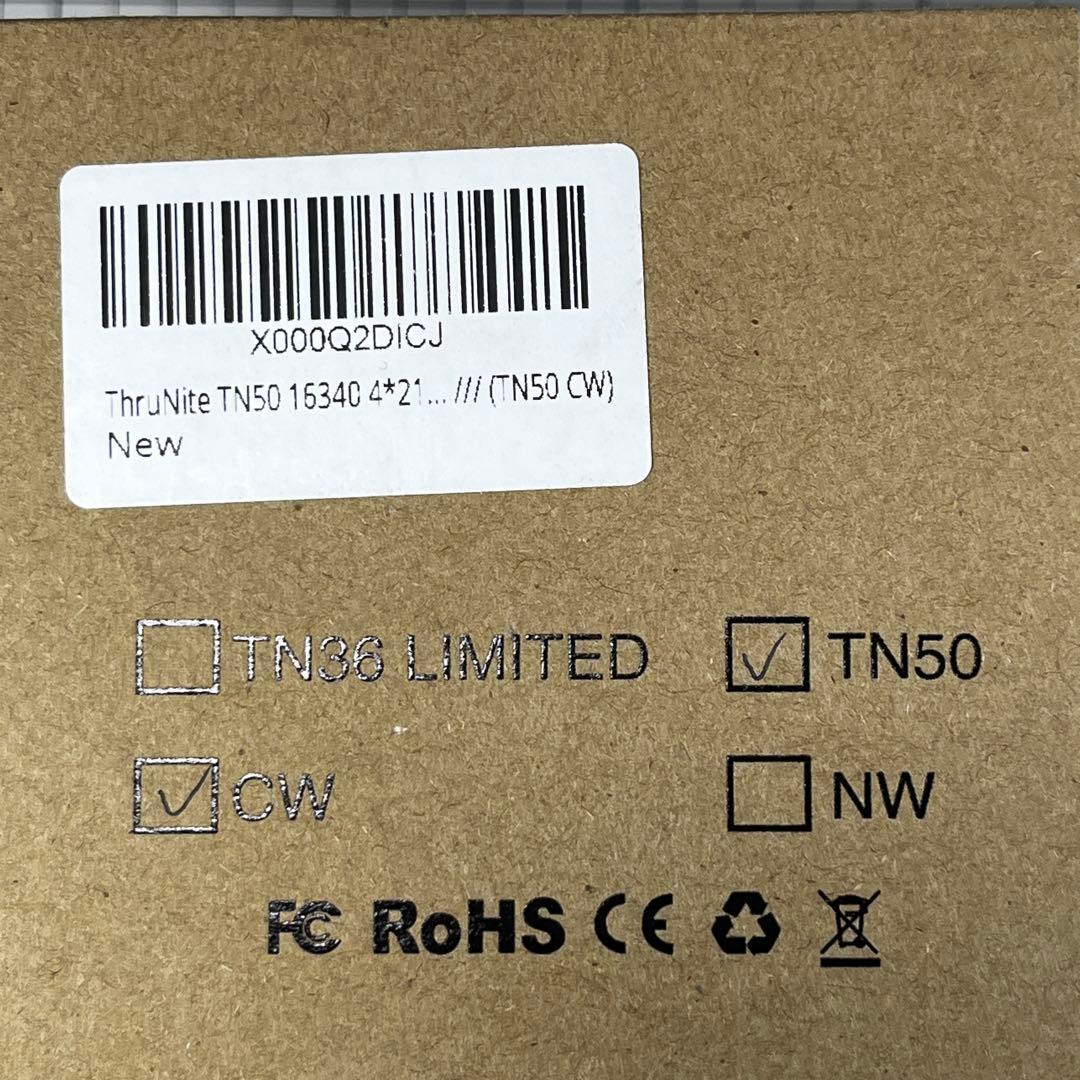 X000Q2DICJ
ThruNite TN50 16340 4*21... /// (TN50 CW)
New
TN36 LIMITED TN50
CW NW
FC RoHS CE